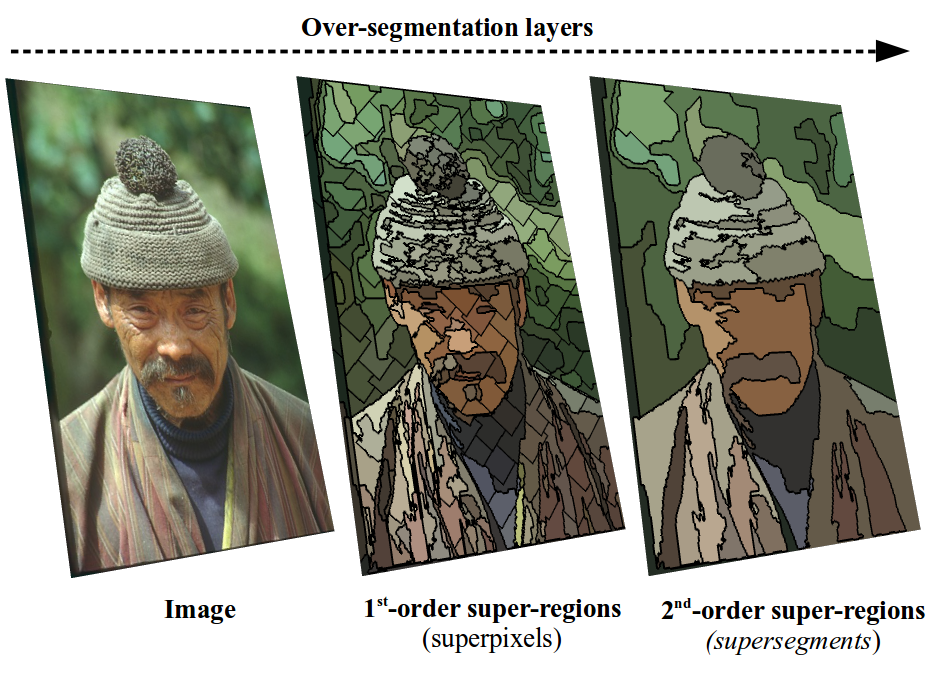 Over-segmentation layers
Image
1st-order super-regions
(superpixels)
2nd-order super-regions
(supersegments)